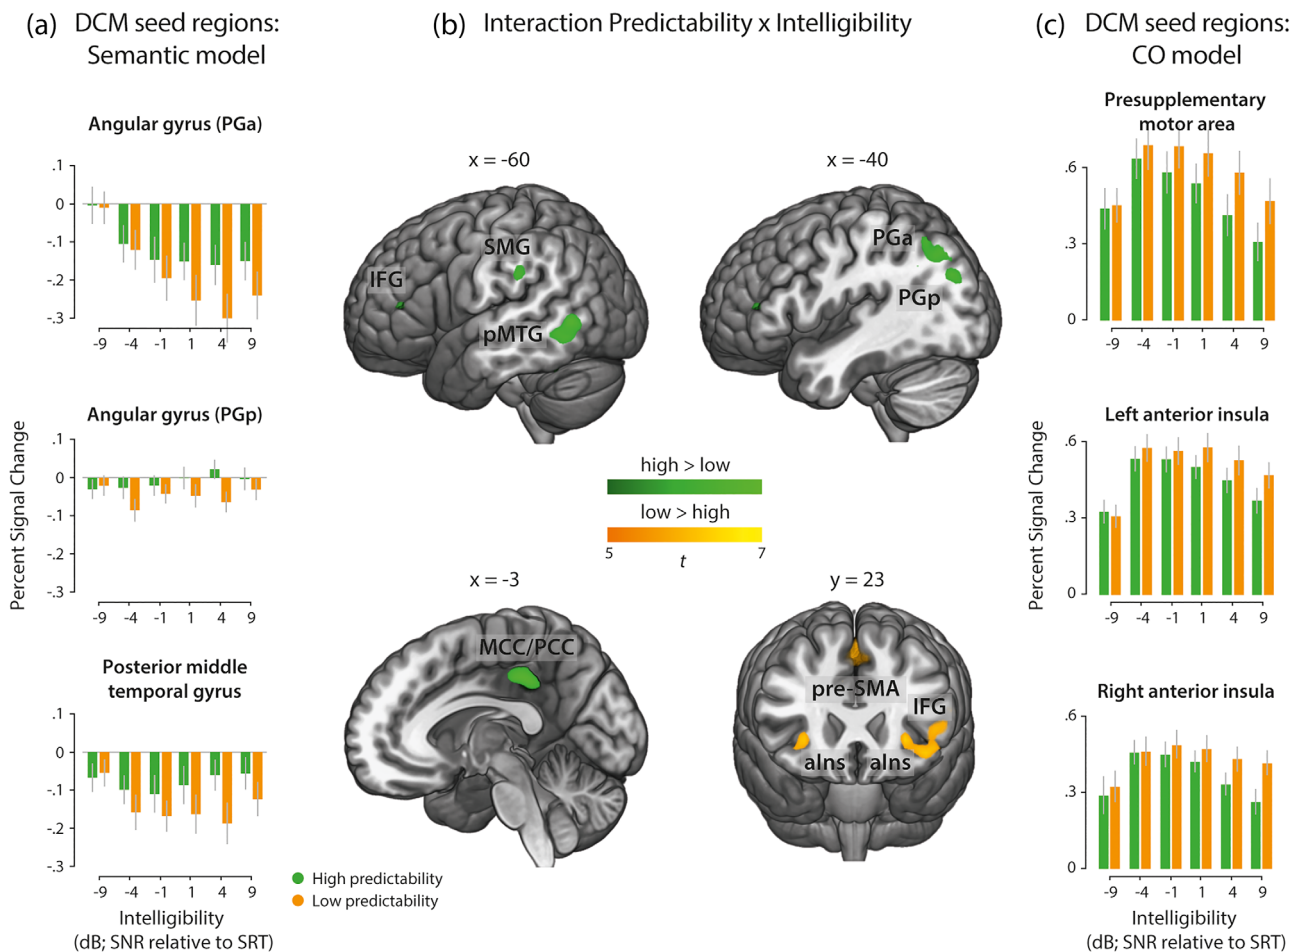 (a) DCM seed regions:
Semantic model
Angular gyrus (PGa)
.1
0
-.1
-.2
-.3
-9 -4 -1 1 4 9
Angular gyrus (PGp)
.1
0
-.1
-.2
-.3
-9 -4 -1 1 4 9
Posterior middle
temporal gyrus
.1
0
-.1
-.2
-.3
-9 -4 -1 1 4 9
Percent Signal Change
Intelligibility
(dB; SNR relative to SRT)
(b) Interaction Predictability x Intelligibility
x = -60
IFG
SMG
pMTG
x = -40
PGa
PGp
high > low
low > high
5 7
t
x = -3
MCC/PCC
y = 23
pre-SMA
IFG
aIns aIns
High predictability
Low predictability
(c) DCM seed regions:
CO model
Presupplementary
motor area
.6
.3
0
-9 -4 -1 1 4 9
Left anterior insula
.6
.3
0
-9 -4 -1 1 4 9
Right anterior insula
.6
.3
0
-9 -4 -1 1 4 9
Percent Signal Change
Intelligibility
(dB; SNR relative to SRT)